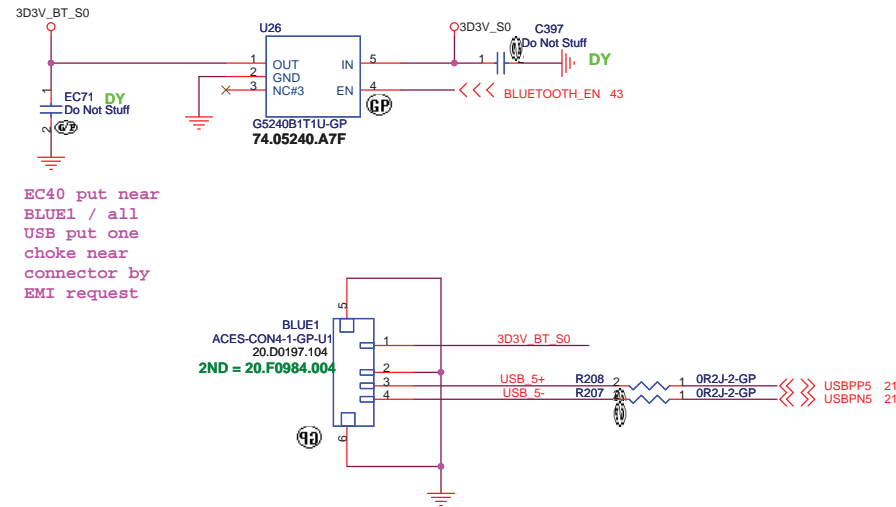 3D3V_BT_S0
U26
3D3V_S0
C397
Do Not Stuff
DY
1 OUT IN 5
2 GND
3 NC#3 EN 4
1
BLUETOOTH_EN 43
GP
G5240B1T1U-GP
74.05240.A7F
1
EC71 DY
Do Not Stuff
2
EC40 put near
BLUE1 / all
USB put one
choke near
connector by
EMI request
5
BLUE1
ACES-CON4-1-GP-U1
20.D0197.104
2ND = 20.F0984.004
1 3D3V_BT_S0
2
3 USB_5+ R208 2 1 0R2J-2-GP USBPP5 21
4 USB_5- R207 1 0R2J-2-GP USBPN5 21
6
GP